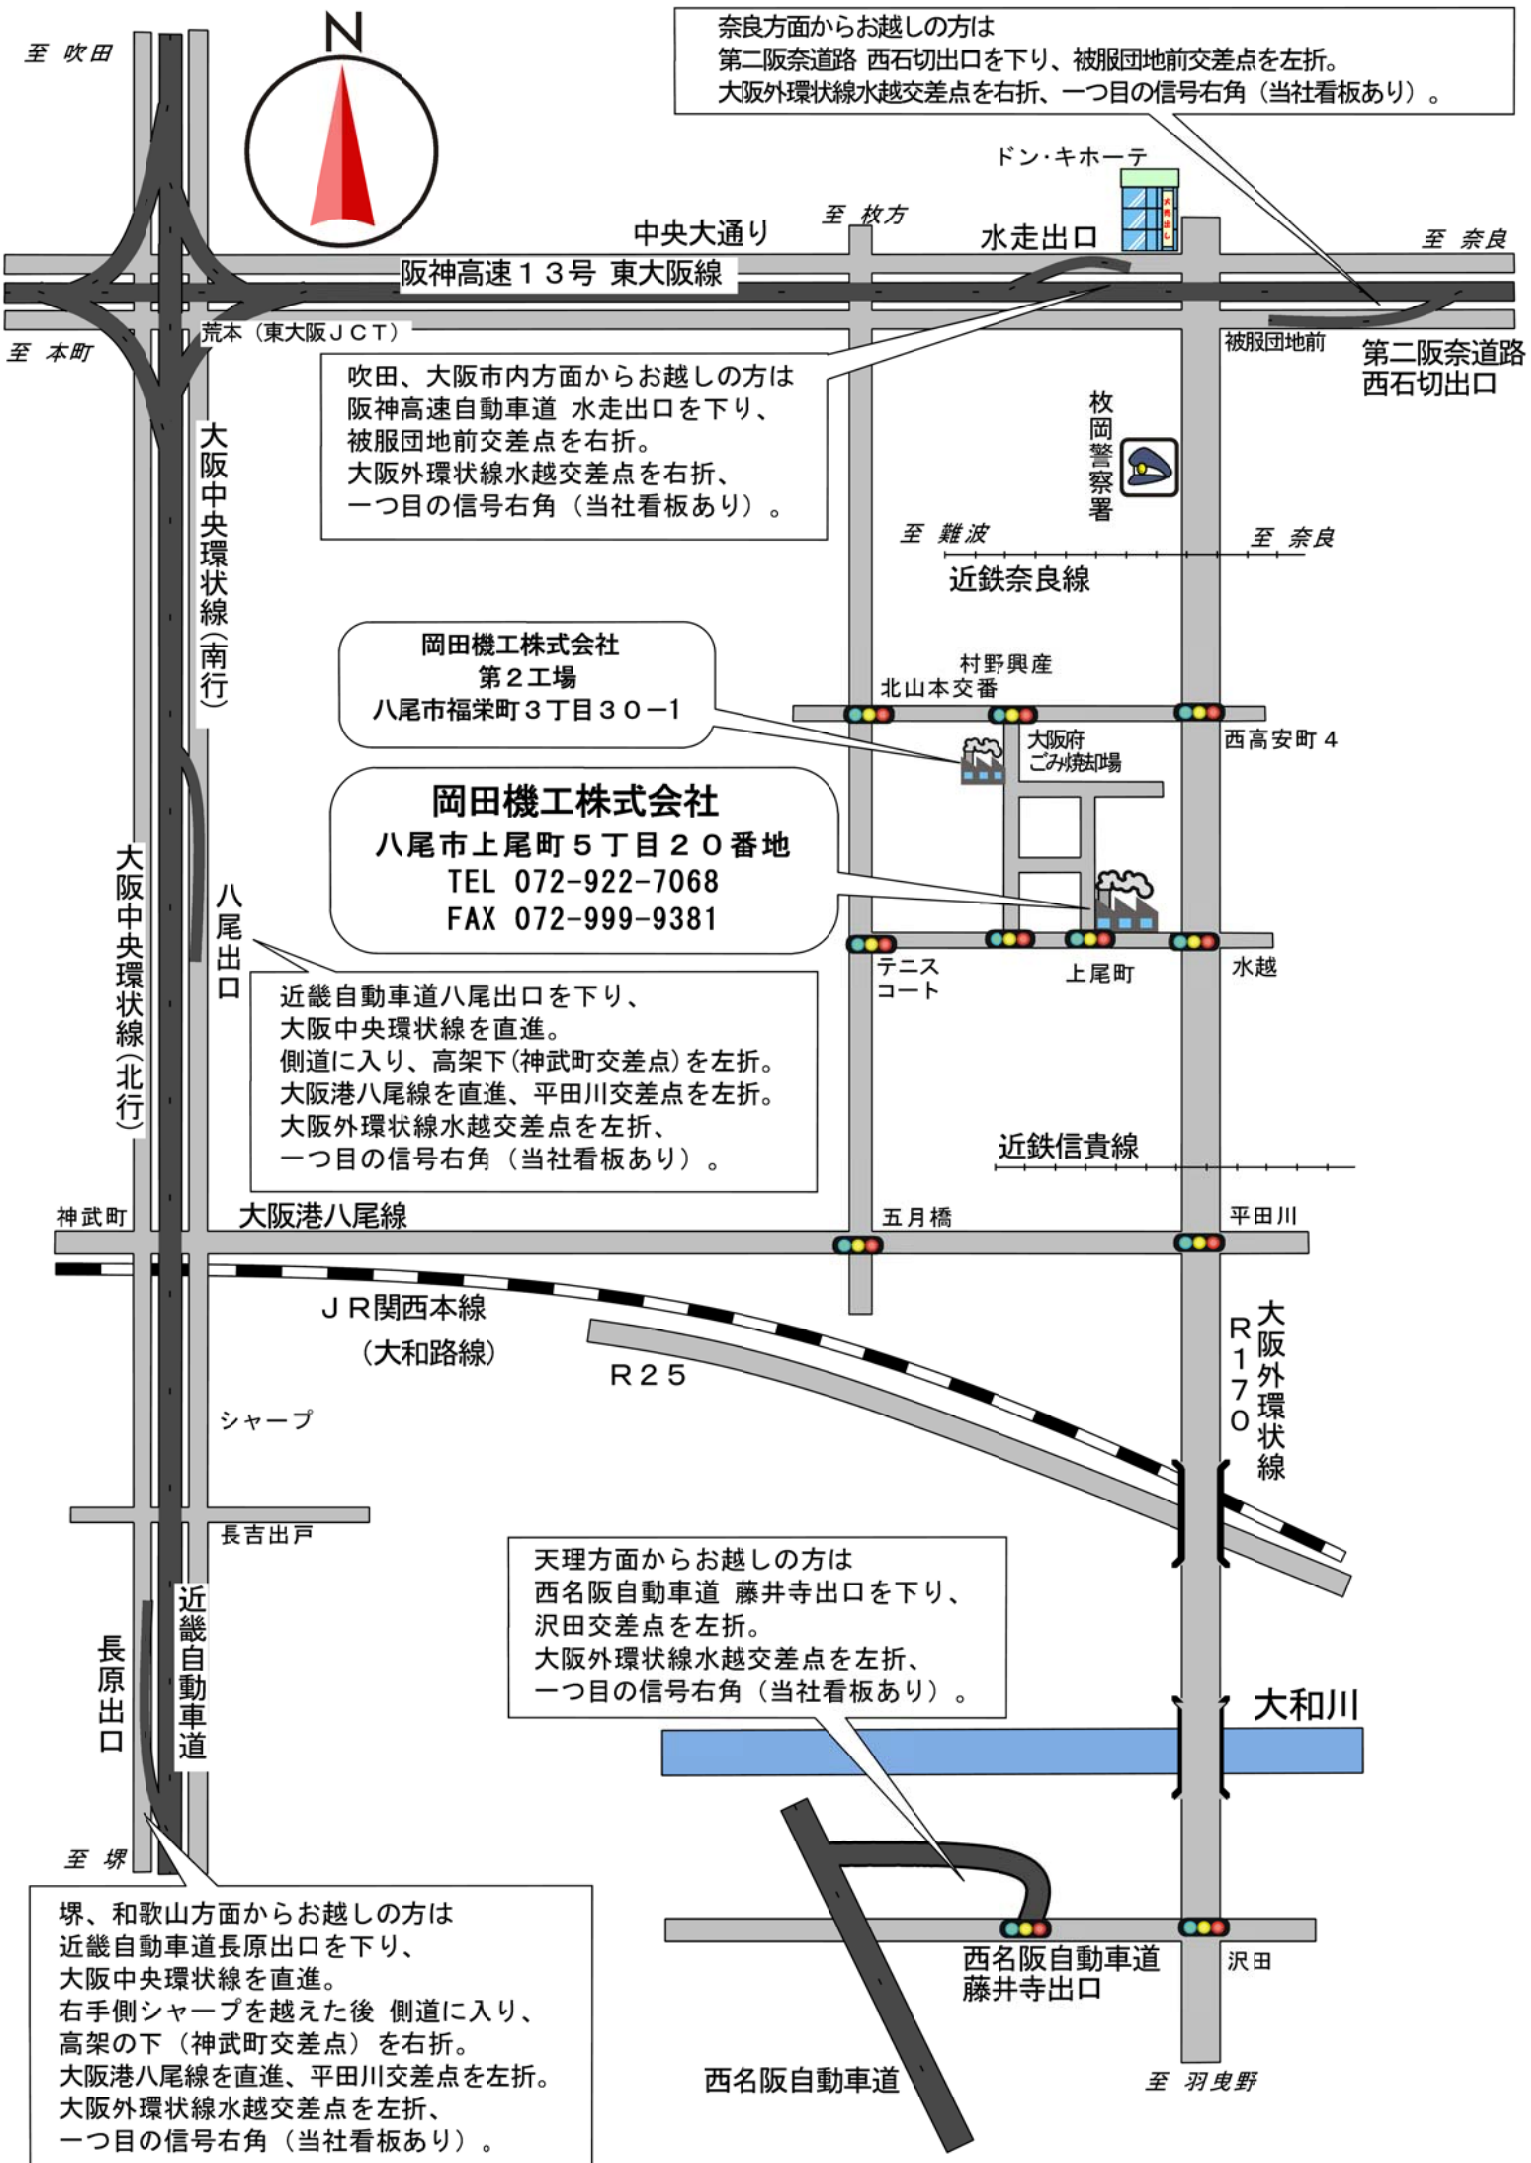 N
至 吹田
奈良方面からお越しの方は
第二阪奈道路 西石切出口を下り、被服団地前交差点を左折。
大阪外環状線水越交差点を右折、一つ目の信号右角（当社看板あり）。
ドン・キホーテ
至 枚方
中央大通り
水走出口
至 奈良
阪神高速１３号 東大阪線
荒本（東大阪ＪＣＴ）
至 本町
被服団地前
第二阪奈道路
西石切出口
吹田、大阪市内方面からお越しの方は
阪神高速自動車道 水走出口を下り、
被服団地前交差点を右折。
大阪外環状線水越交差点を右折、
一つ目の信号右角（当社看板あり）。
枚岡警察署
大阪中央環状線（南行）
至 難波
至 奈良
近鉄奈良線
岡田機工株式会社
第２工場
八尾市福栄町３丁目３０－１
村野興産
北山本交番
大阪府
ごみ焼却場
西高安町４
岡田機工株式会社
八尾市上尾町５丁目２０番地
TEL 072-922-7068
FAX 072-999-9381
大阪中央環状線（北行）
八尾出口
テニス
コート
上尾町
水越
近畿自動車道八尾出口を下り、
大阪中央環状線を直進。
側道に入り、高架下（神武町交差点）を左折。
大阪港八尾線を直進、平田川交差点を左折。
大阪外環状線水越交差点を左折、
一つ目の信号右角（当社看板あり）。
近鉄信貴線
神武町
大阪港八尾線
五月橋
平田川
ＪＲ関西本線
（大和路線）
Ｒ２５
大阪外環状線
Ｒ１７０
シャープ
長吉出戸
天理方面からお越しの方は
西名阪自動車道 藤井寺出口を下り、
沢田交差点を左折。
大阪外環状線水越交差点を左折、
一つ目の信号右角（当社看板あり）。
近畿自動車道
長原出口
大和川
至 堺
堺、和歌山方面からお越しの方は
近畿自動車道長原出口を下り、
大阪中央環状線を直進。
右手側シャープを越えた後 側道に入り、
高架の下（神武町交差点）を右折。
大阪港八尾線を直進、平田川交差点を左折。
大阪外環状線水越交差点を左折、
一つ目の信号右角（当社看板あり）。
西名阪自動車道
藤井寺出口
沢田
西名阪自動車道
至 羽曳野